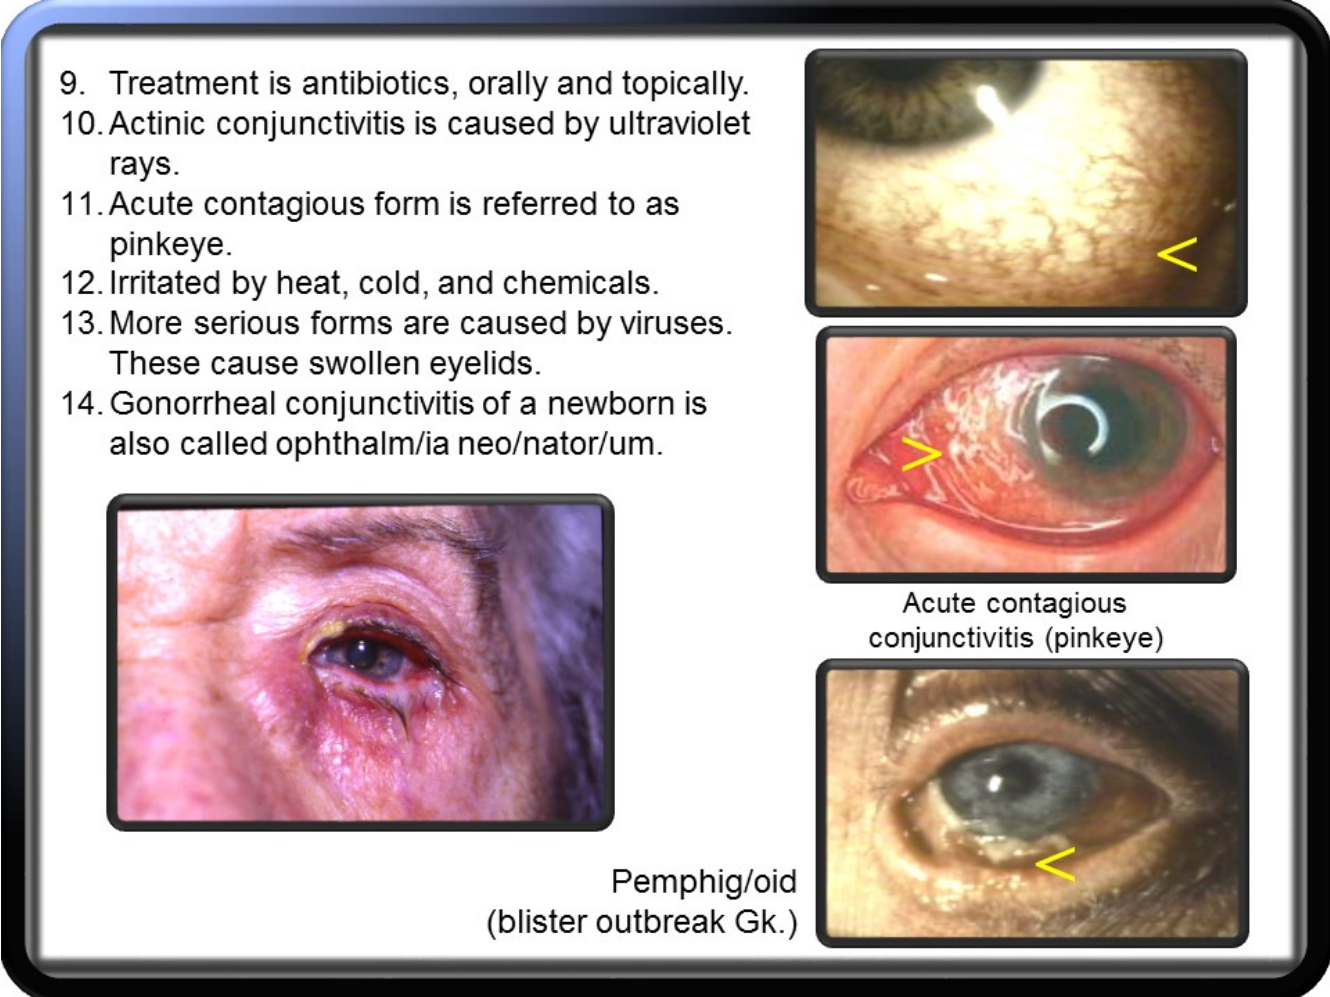 9. Treatment is antibiotics, orally and topically.
10. Actinic conjunctivitis is caused by ultraviolet
rays.
11. Acute contagious form is referred to as
pinkeye.
12. Irritated by heat, cold, and chemicals.
13. More serious forms are caused by viruses.
These cause swollen eyelids.
14. Gonorrheal conjunctivitis of a newborn is
also called ophthalm/ia neo/nator/um.
Acute contagious
conjunctivitis (pinkeye)
Pemphig/oid
(blister outbreak Gk.)